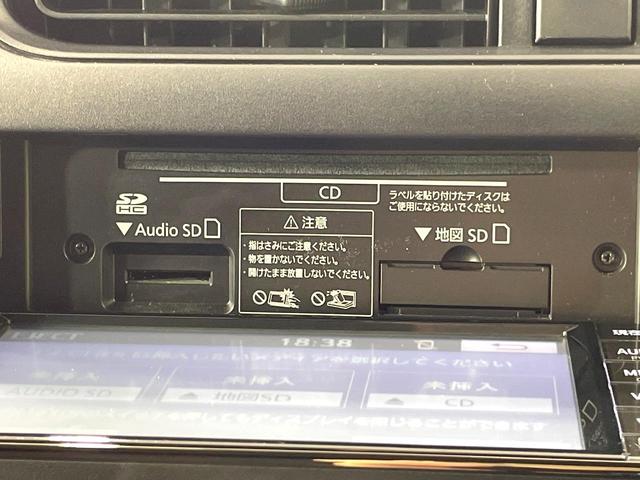 CD
ラベルを貼り付けたディスクは
ご使用にならないでください。
SD
HC
▼Audio SD
⚠注意
・指はさみにご注意ください。
・物を置かないでください。
・開けたまま放置しないでください。
▼地図 SD
EJECT
18:38
未挿入
AUDIO SD
未挿入
地図SD
未挿入
CD
現在
AU
M